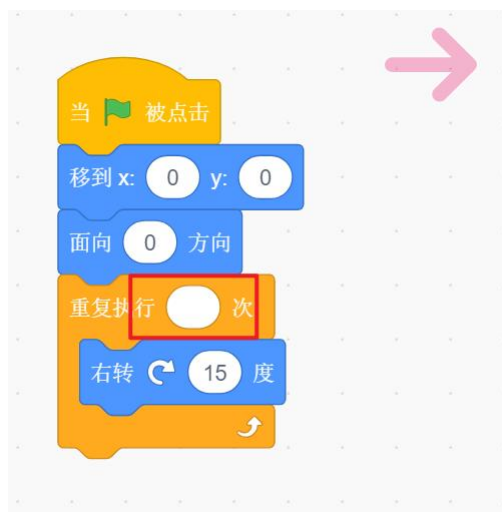 当 被点击
移到 x: 0 y: 0
面向 0 方向
重复执行 次
右转 15 度